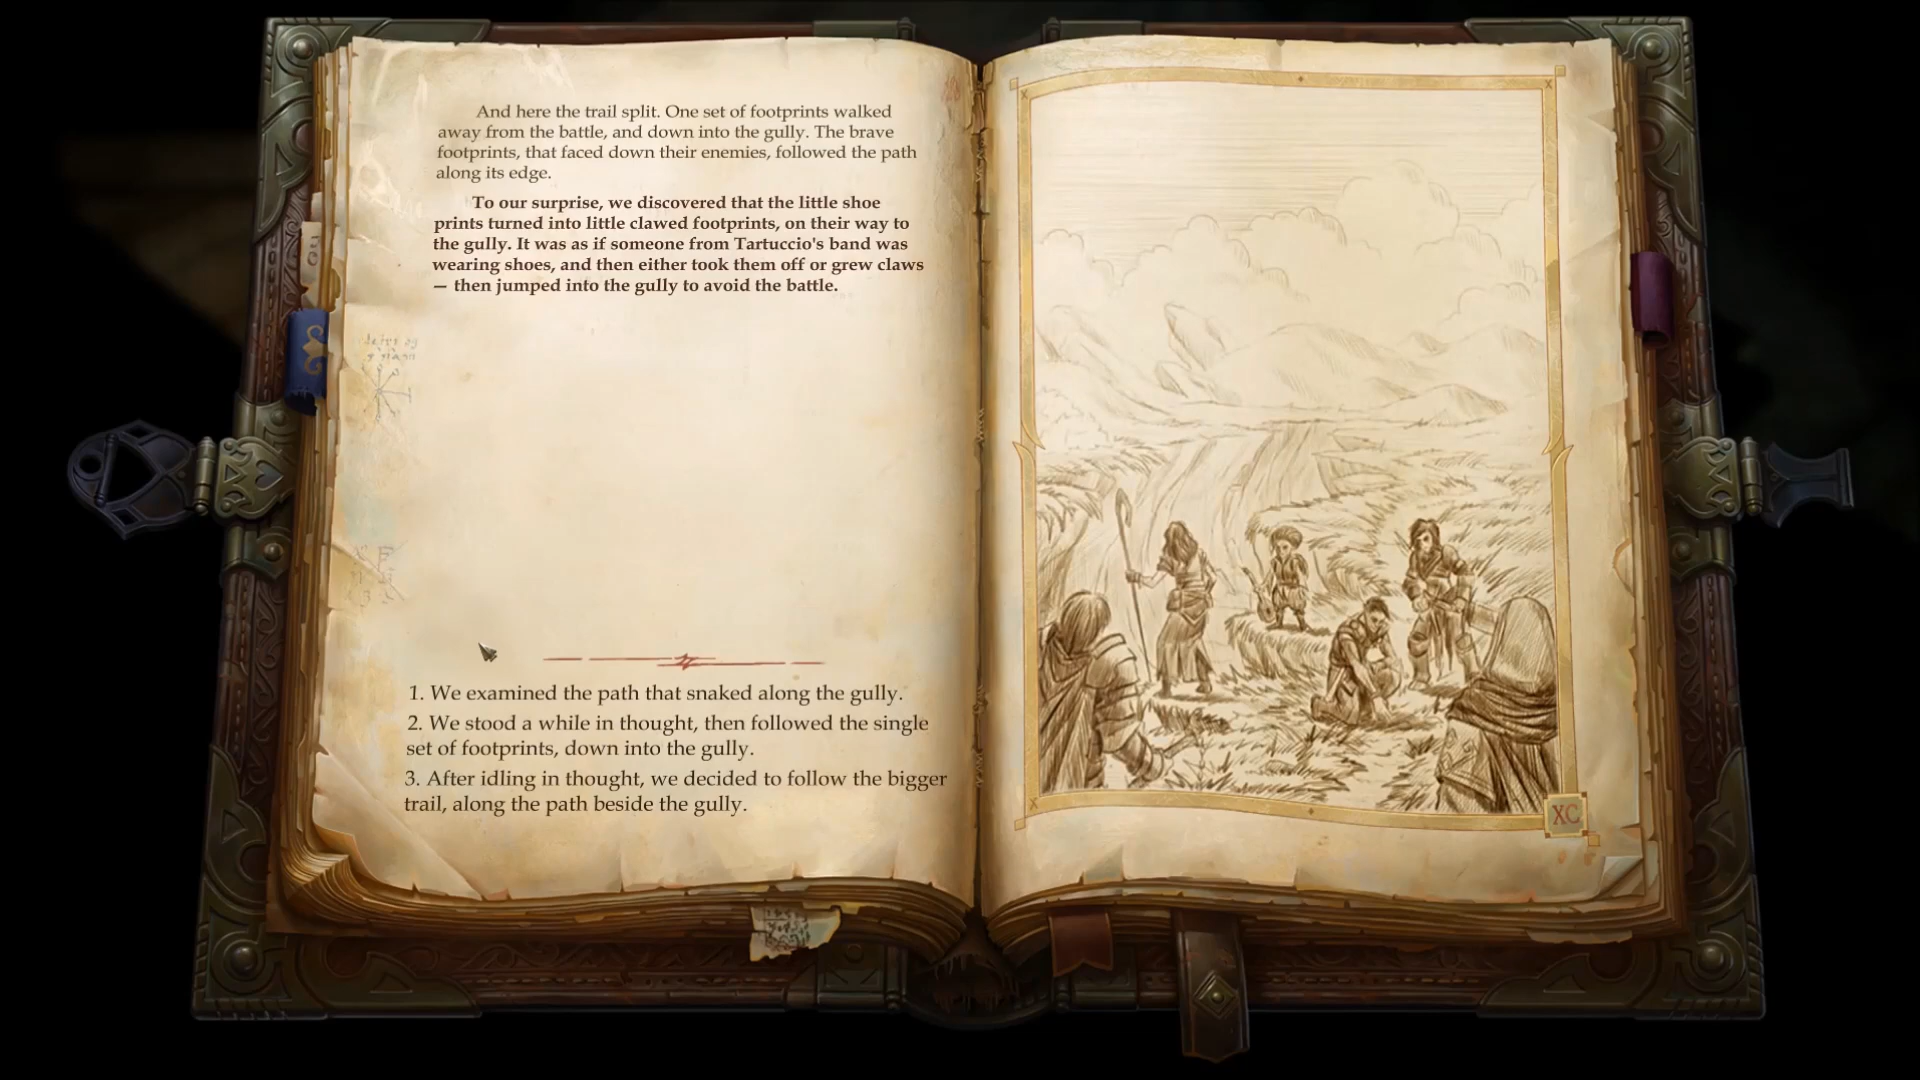 And here the trail split. One set of footprints walked
away from the battle, and down into the gully. The brave
footprints, that faced down their enemies, followed the path
along its edge.
To our surprise, we discovered that the little shoe
prints turned into little clawed footprints, on their way to
the gully. It was as if someone from Tartuccio's band was
wearing shoes, and then either took them off or grew claws
— then jumped into the gully to avoid the battle.
1. We examined the path that snaked along the gully.
2. We stood a while in thought, then followed the single
set of footprints, down into the gully.
3. After idling in thought, we decided to follow the bigger
trail, along the path beside the gully.
XC